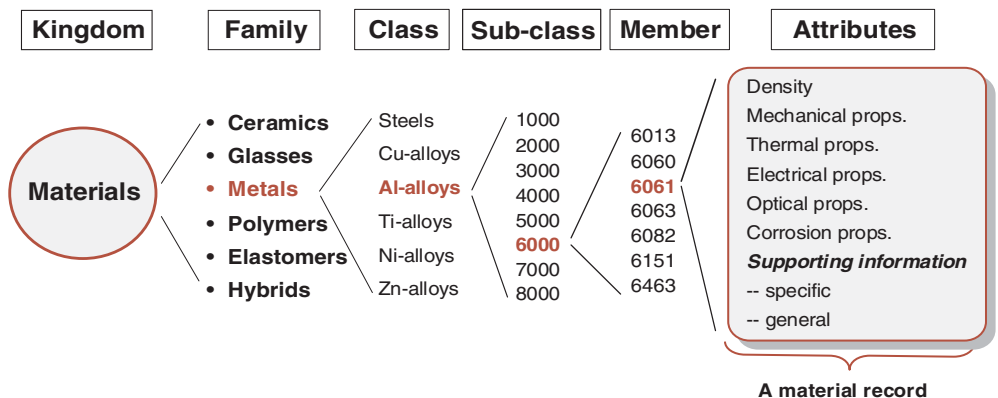 Kingdom
Family
Class
Sub-class
Member
Attributes
Materials
• Ceramics
• Glasses
• Metals
• Polymers
• Elastomers
• Hybrids
Steels
Cu-alloys
Al-alloys
Ti-alloys
Ni-alloys
Zn-alloys
1000
2000
3000
4000
5000
6000
7000
8000
6013
6060
6061
6063
6082
6151
6463
Density
Mechanical props.
Thermal props.
Electrical props.
Optical props.
Corrosion props.
Supporting information
-- specific
-- general
A material record